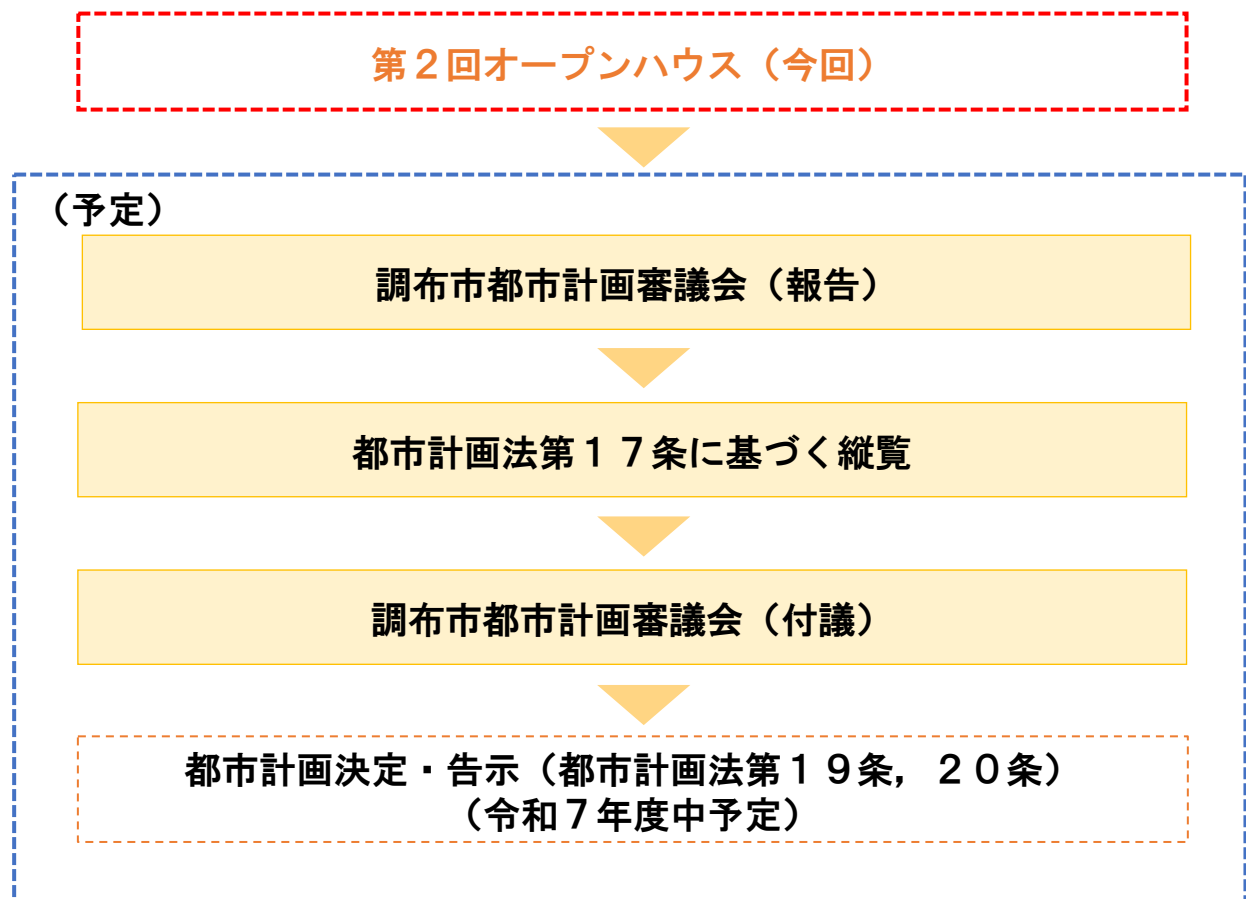 第２回オープンハウス（今回）
（予定）
調布市都市計画審議会（報告）
都市計画法第１７条に基づく縦覧
調布市都市計画審議会（付議）
都市計画決定・告示（都市計画法第１９条，２０条）
（令和７年度中予定）